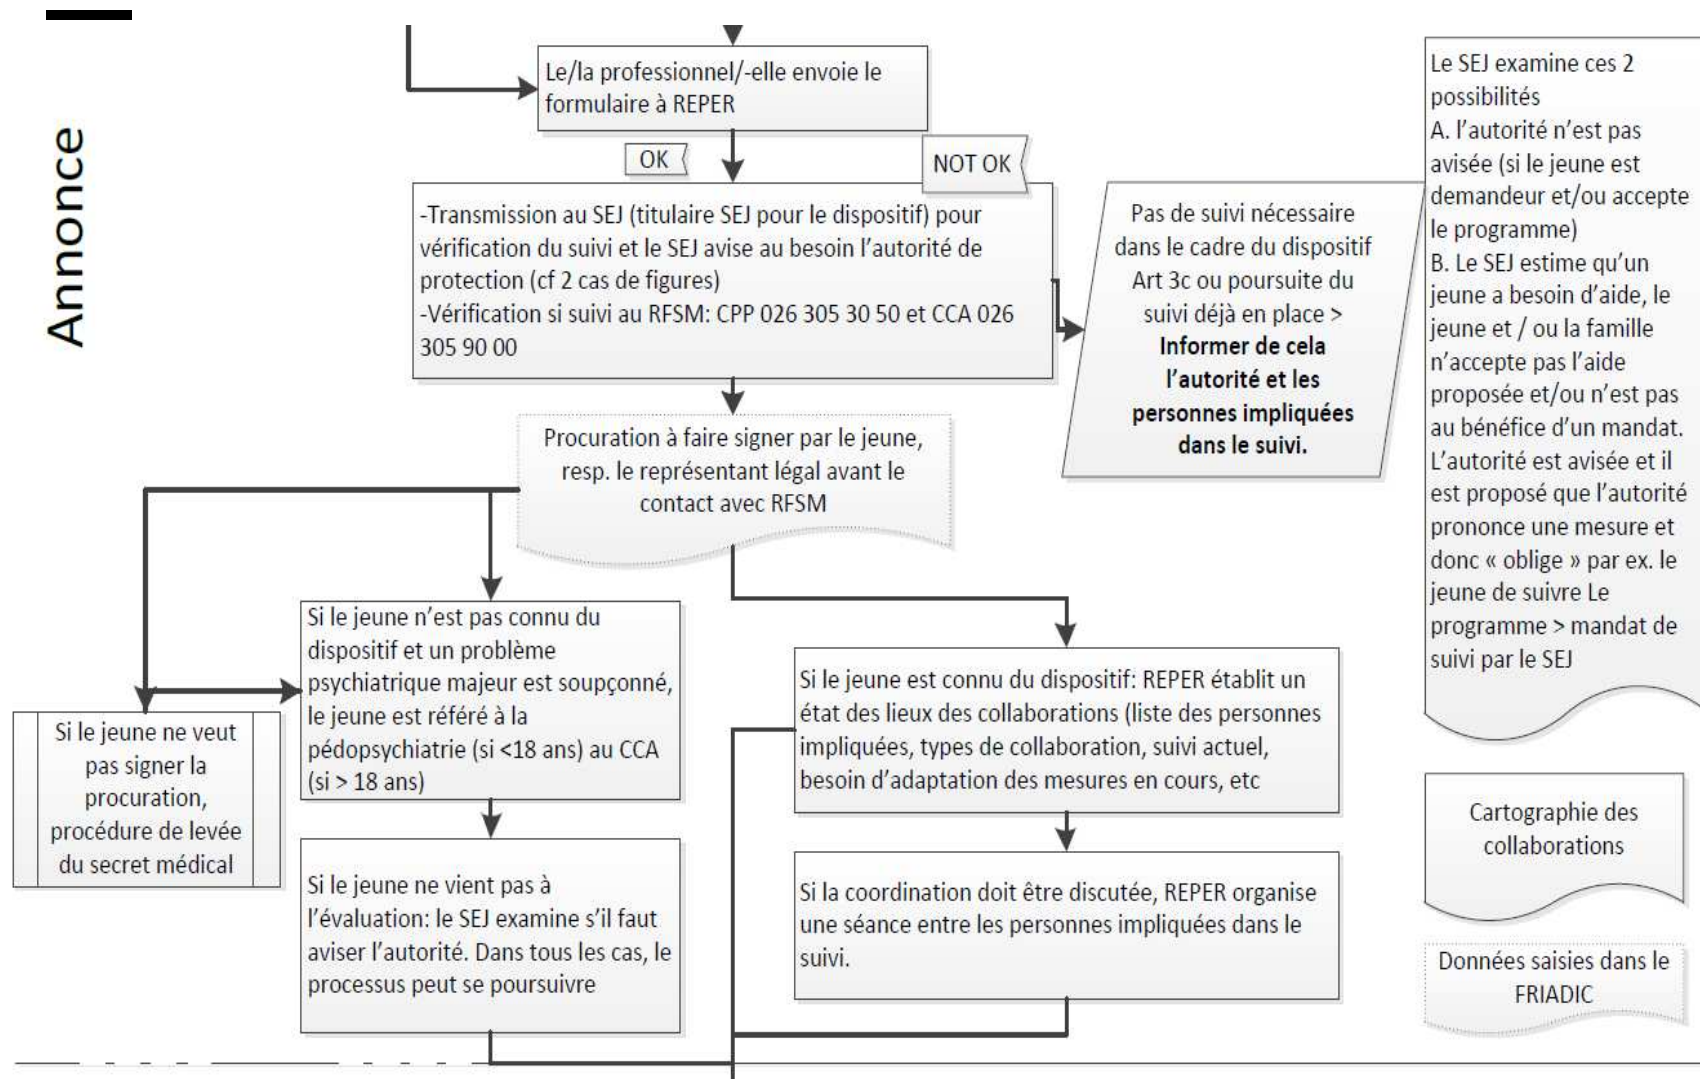 Annonce
Le/la professionnel/-elle envoie le
formulaire à REPER
OK
NOT OK
-Transmission au SEJ (titulaire SEJ pour le dispositif) pour
vérification du suivi et le SEJ avise au besoin l’autorité de
protection (cf 2 cas de figures)
-Vérification si suivi au RFSM: CPP 026 305 30 50 et CCA 026
305 90 00
Pas de suivi nécessaire
dans le cadre du dispositif
Art 3c ou poursuite du
suivi déjà en place >
Informer de cela
l’autorité et les
personnes impliquées
dans le suivi.
Le SEJ examine ces 2
possibilités
A. l’autorité n’est pas
avisée (si le jeune est
demandeur et/ou accepte
le programme)
B. Le SEJ estime qu’un
jeune a besoin d’aide, le
jeune et / ou la famille
n’accepte pas l’aide
proposée et/ou n’est pas
au bénéfice d’un mandat.
L’autorité est avisée et il
est proposé que l’autorité
prononce une mesure et
donc « oblige » par ex. le
jeune de suivre Le
programme > mandat de
suivi par le SEJ
Procuration à faire signer par le jeune,
resp. le représentant légal avant le
contact avec RFSM
Si le jeune n’est pas connu du
dispositif et un problème
psychiatrique majeur est soupçonné,
le jeune est référé à la
pédopsychiatrie (si <18 ans) au CCA
(si > 18 ans)
Si le jeune est connu du dispositif: REPER établit un
état des lieux des collaborations (liste des personnes
impliquées, types de collaboration, suivi actuel,
besoin d’adaptation des mesures en cours, etc
Si le jeune ne veut
pas signer la
procuration,
procédure de levée
du secret médical
Cartographie des
collaborations
Si le jeune ne vient pas à
l’évaluation: le SEJ examine s’il faut
aviser l’autorité. Dans tous les cas, le
processus peut se poursuivre
Si la coordination doit être discutée, REPER organise
une séance entre les personnes impliquées dans le
suivi.
Données saisies dans le
FRIADIC